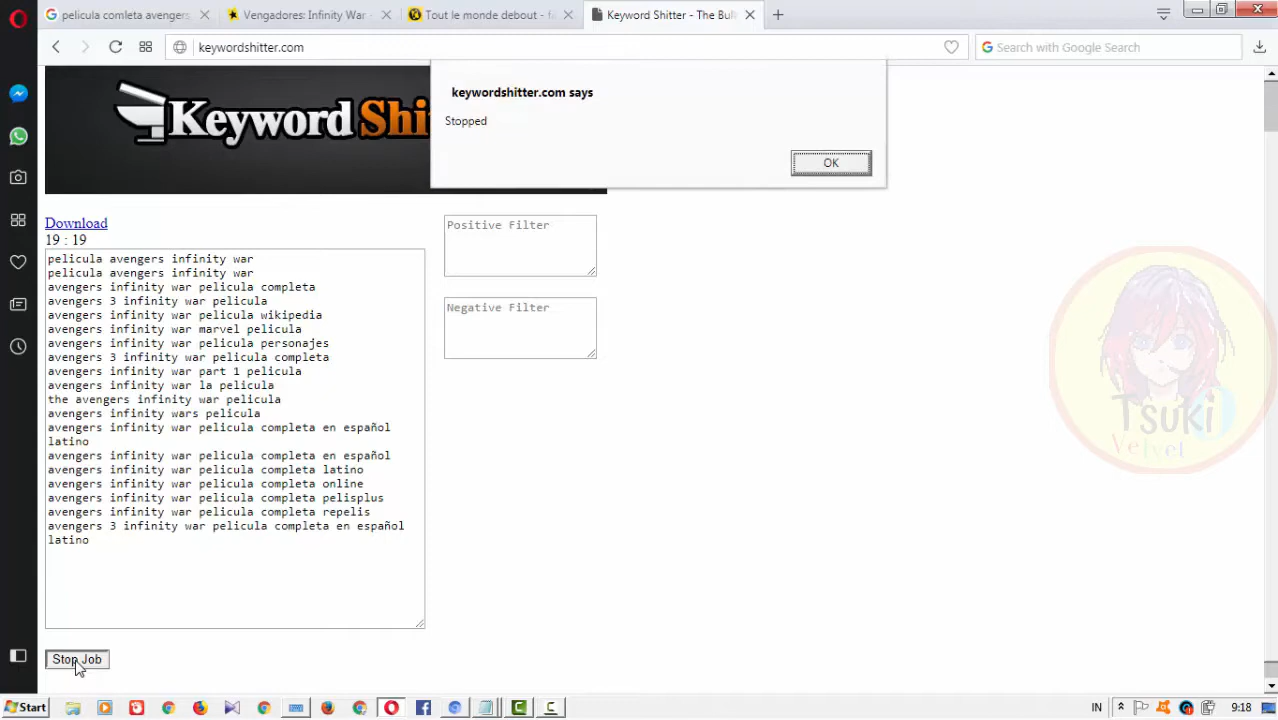 pelicula comleta avengers
Vengadores: Infinity War -
Tout le monde debout - f
Keyword Shitter - The Bul
keywordshitter.com
Search with Google Search
keywordshitter.com says
Stopped
OK
Keyword Shi
Download
19 : 19
Positive Filter
Negative Filter
pelicula avengers infinity war
pelicula avengers infinity war
avengers infinity war pelicula completa
avengers 3 infinity war pelicula
avengers infinity war pelicula wikipedia
avengers infinity war marvel pelicula
avengers infinity war pelicula personajes
avengers 3 infinity war pelicula completa
avengers infinity war part 1 pelicula
avengers infinity war la pelicula
the avengers infinity war pelicula
avengers infinity wars pelicula
avengers infinity war pelicula completa en español
latino
avengers infinity war pelicula completa en español
avengers infinity war pelicula completa latino
avengers infinity war pelicula completa online
avengers infinity war pelicula completa pelisplus
avengers infinity war pelicula completa repelis
avengers 3 infinity war pelicula completa en español
latino
Stop Job
Tsuki
Velvet
Start
IN
9:18